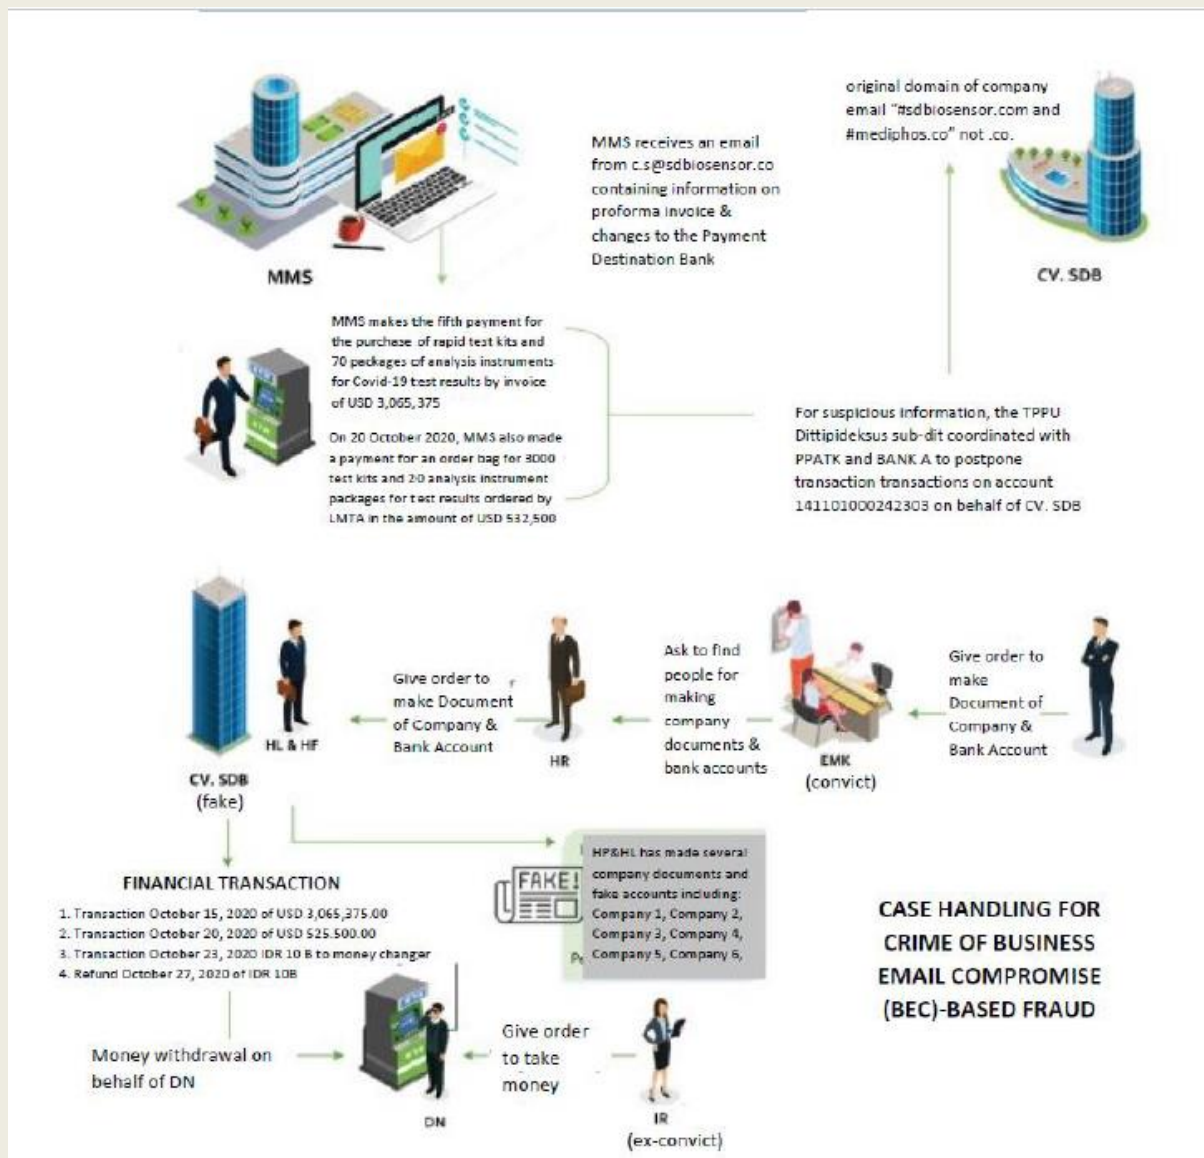 original domain of company
email "#sdbiosensor.com and
#mediphos.co" not .co.
MMS receives an email
from c.s@sdbiosensor.co
containing information on
proforma invoice &
changes to the Payment
Destination Bank
MMS
CV. SDB
MMS makes the fifth payment for
the purchase of rapid test kits and
70 packages of analysis instruments
for Covid-19 test results by invoice
of USD 3,065,375
On 20 October 2020, MMS also made
a payment for an order bag for 3000
test kits and 20 analysis instrument
packages for test results ordered by
LMTA in the amount of USD 532,500
For suspicious information, the TPPU
Dittipideksus sub-dit coordinated with
PPATK and BANK A to postpone
transaction transactions on account
141101000242303 on behalf of CV. SDB
CV. SDB
(fake)
HL & HF
Give order to
make Document
of Company &
Bank Account
HR
Ask to find
people for
making
company
documents &
bank accounts
EMK
(convict)
Give order to
make
Document of
Company &
Bank Account
FINANCIAL TRANSACTION
1. Transaction October 15, 2020 of USD 3,065,375.00
2. Transaction October 20, 2020 of USD 525.500.00
3. Transaction October 23, 2020 IDR 10 B to money changer
4. Refund October 27, 2020 of IDR 10B
FAKE!
HP&HL has made several
company documents and
fake accounts including:
Company 1, Company 2,
Company 3, Company 4,
Company 5, Company 6,
CASE HANDLING FOR
CRIME OF BUSINESS
EMAIL COMPROMISE
(BEC)-BASED FRAUD
Money withdrawal on
behalf of DN
DN
Give order
to take
money
IR
(ex-convict)